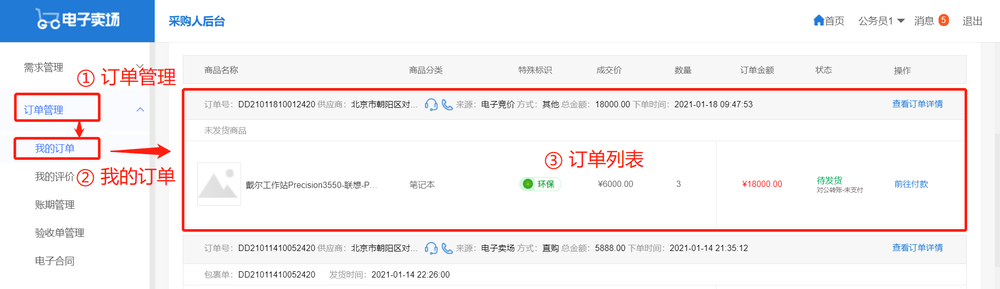 GC 电子卖场
采购人后台
首页 公务员1 消息 5 退出
需求管理
① 订单管理
订单管理
我的订单
② 我的订单
我的评价
账期管理
验收单管理
电子合同
商品名称 商品分类 特殊标识 成交价 数量 订单金额 状态 操作
订单号：DD21011810012420 供应商：北京市朝阳区对... 来源：电子竞价 方式：其他 总金额：18000.00 下单时间：2021-01-18 09:47:53 查看订单详情
未发货商品
③ 订单列表
戴尔工作站Precision3550-联想-P... 笔记本 环保 ¥6000.00 3 ¥18000.00 待发货 前往付款
对公转账-未支付
订单号：DD21011410052420 供应商：北京市朝阳区对... 来源：电子卖场 方式：直购 总金额：5888.00 下单时间：2021-01-14 21:35:12 查看订单详情
包裹单：DD21011410052420 发货时间：2021-01-14 22:26:00